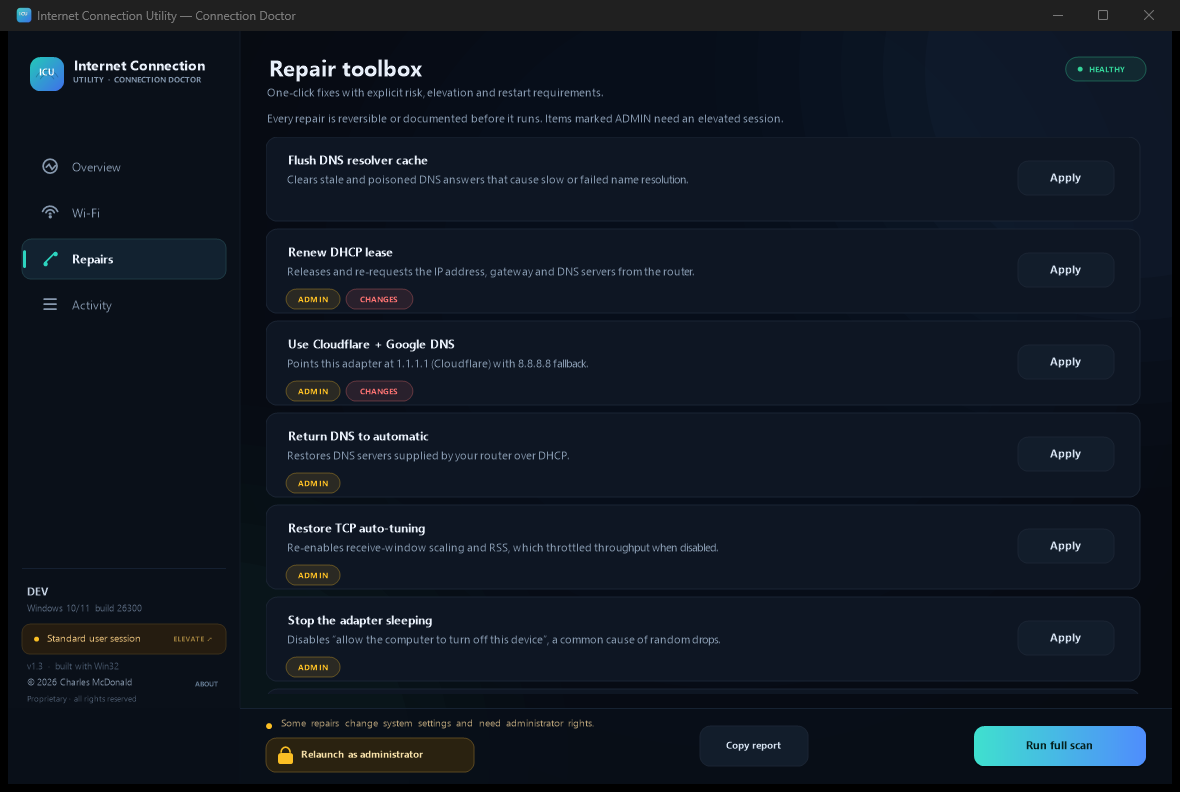 Internet Connection Utility — Connection Doctor
ICU
Internet Connection
UTILITY · CONNECTION DOCTOR
Overview
Wi-Fi
Repairs
Activity
DEV
Windows 10/11 build 26300
Standard user session
ELEVATE
v1.3 · built with Win32
© 2026 Charles McDonald
ABOUT
Proprietary · all rights reserved
Repair toolbox
HEALTHY
One-click fixes with explicit risk, elevation and restart requirements.
Every repair is reversible or documented before it runs. Items marked ADMIN need an elevated session.
Flush DNS resolver cache
Clears stale and poisoned DNS answers that cause slow or failed name resolution.
Apply
Renew DHCP lease
Releases and re-requests the IP address, gateway and DNS servers from the router.
ADMIN
CHANGES
Apply
Use Cloudflare + Google DNS
Points this adapter at 1.1.1.1 (Cloudflare) with 8.8.8.8 fallback.
ADMIN
CHANGES
Apply
Return DNS to automatic
Restores DNS servers supplied by your router over DHCP.
ADMIN
Apply
Restore TCP auto-tuning
Re-enables receive-window scaling and RSS, which throttled throughput when disabled.
ADMIN
Apply
Stop the adapter sleeping
Disables "allow the computer to turn off this device", a common cause of random drops.
ADMIN
Apply
Some repairs change system settings and need administrator rights.
Relaunch as administrator
Copy report
Run full scan